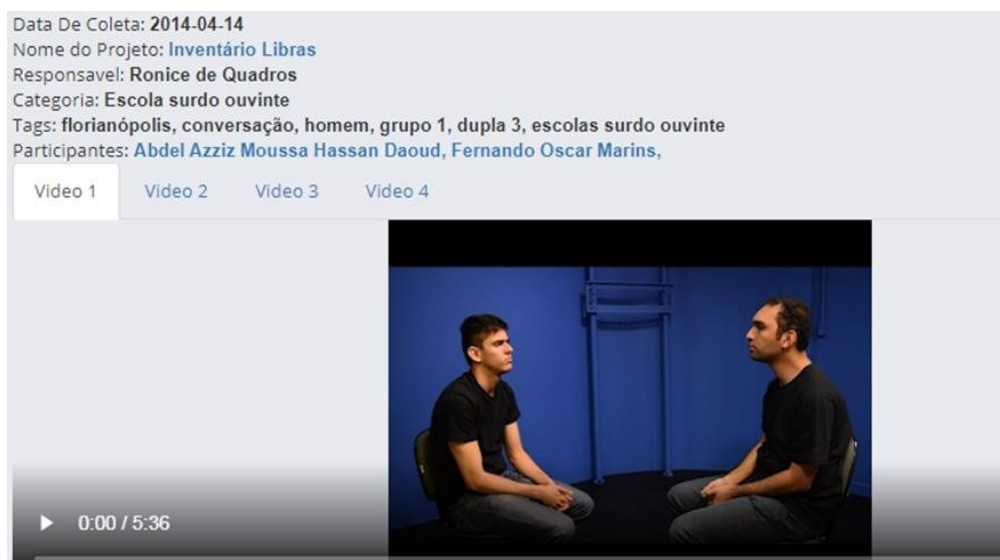 Data De Coleta: 2014-04-14
Nome do Projeto: Inventário Libras
Responsavel: Ronice de Quadros
Categoria: Escola surdo ouvinte
Tags: florianópolis, conversação, homem, grupo 1, dupla 3, escolas surdo ouvinte
Participantes: Abdel Azziz Moussa Hassan Daoud, Fernando Oscar Marins,
Video 1 Video 2 Video 3 Video 4
0:00 / 5:36